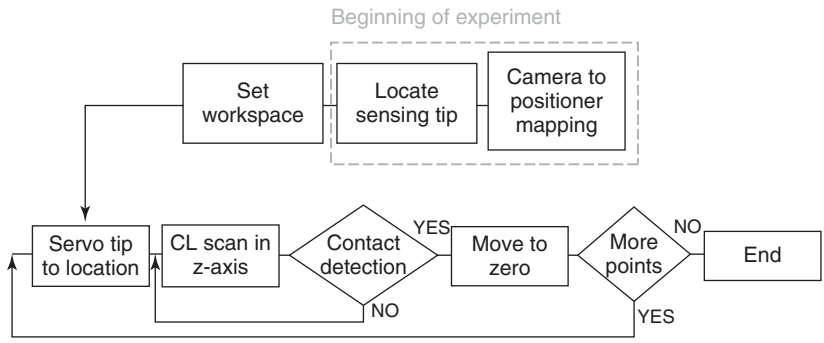 Beginning of experiment
Set
workspace
Locate
sensing tip
Camera to
positioner
mapping
Servo tip
to location
CL scan in
z-axis
Contact
detection
YES
NO
Move to
zero
More
points
NO
YES
End